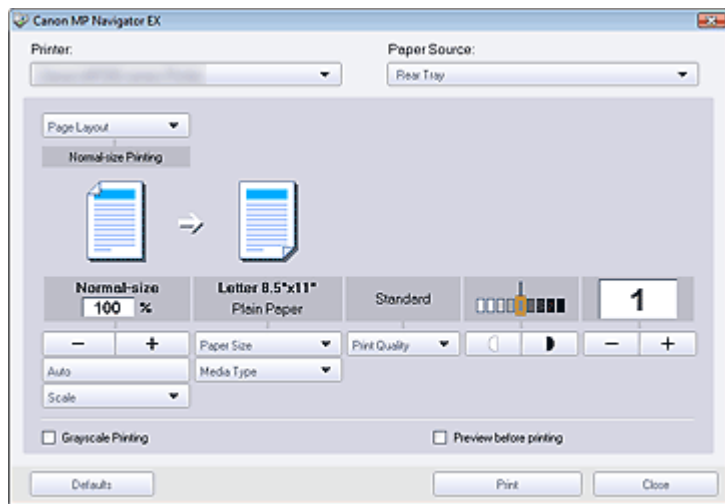 Canon MP Navigator EX
Printer:
Paper Source:
Rear Tray
Page Layout
Normal-size Printing
Normal-size
100 %
Letter 8.5"x11"
Plain Paper
Standard
1
− +
Paper Size
Print Quality
− +
Auto
Media Type
Scale
Grayscale Printing
Preview before printing
Defaults
Print
Close